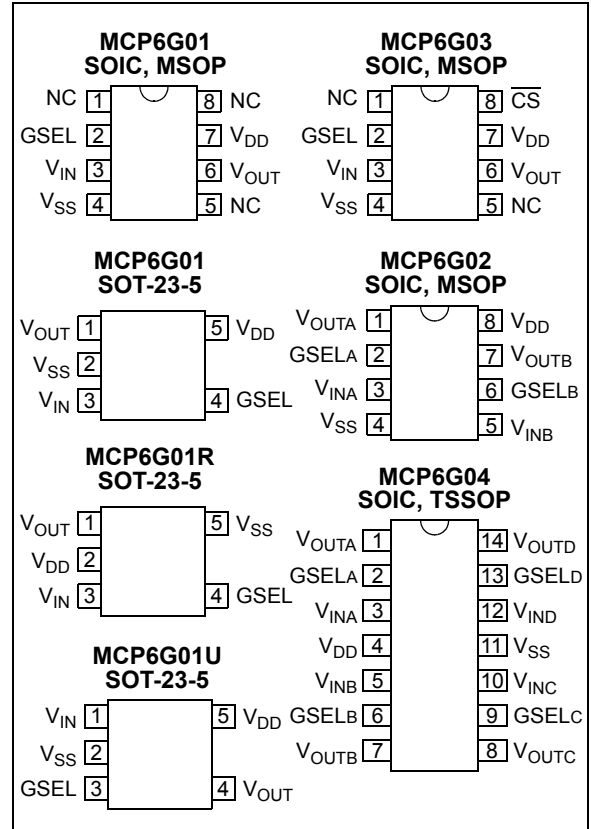 MCP6G01
SOIC, MSOP
NC 1 8 NC
GSEL 2 7 VDD
VIN 3 6 VOUT
VSS 4 5 NC
MCP6G03
SOIC, MSOP
NC 1 8 C̅S̅
GSEL 2 7 VDD
VIN 3 6 VOUT
VSS 4 5 NC
MCP6G01
SOT-23-5
VOUT 1 5 VDD
VSS 2
VIN 3 4 GSEL
MCP6G02
SOIC, MSOP
VOUTA 1 8 VDD
GSELA 2 7 VOUTB
VINA 3 6 GSELB
VSS 4 5 VINB
MCP6G01R
SOT-23-5
VOUT 1 5 VSS
VDD 2
VIN 3 4 GSEL
MCP6G04
SOIC, TSSOP
VOUTA 1 14 VOUTD
GSELA 2 13 GSELD
VINA 3 12 VIND
VDD 4 11 VSS
VINB 5 10 VINC
GSELB 6 9 GSELC
VOUTB 7 8 VOUTC
MCP6G01U
SOT-23-5
VIN 1 5 VDD
VSS 2
GSEL 3 4 VOUT